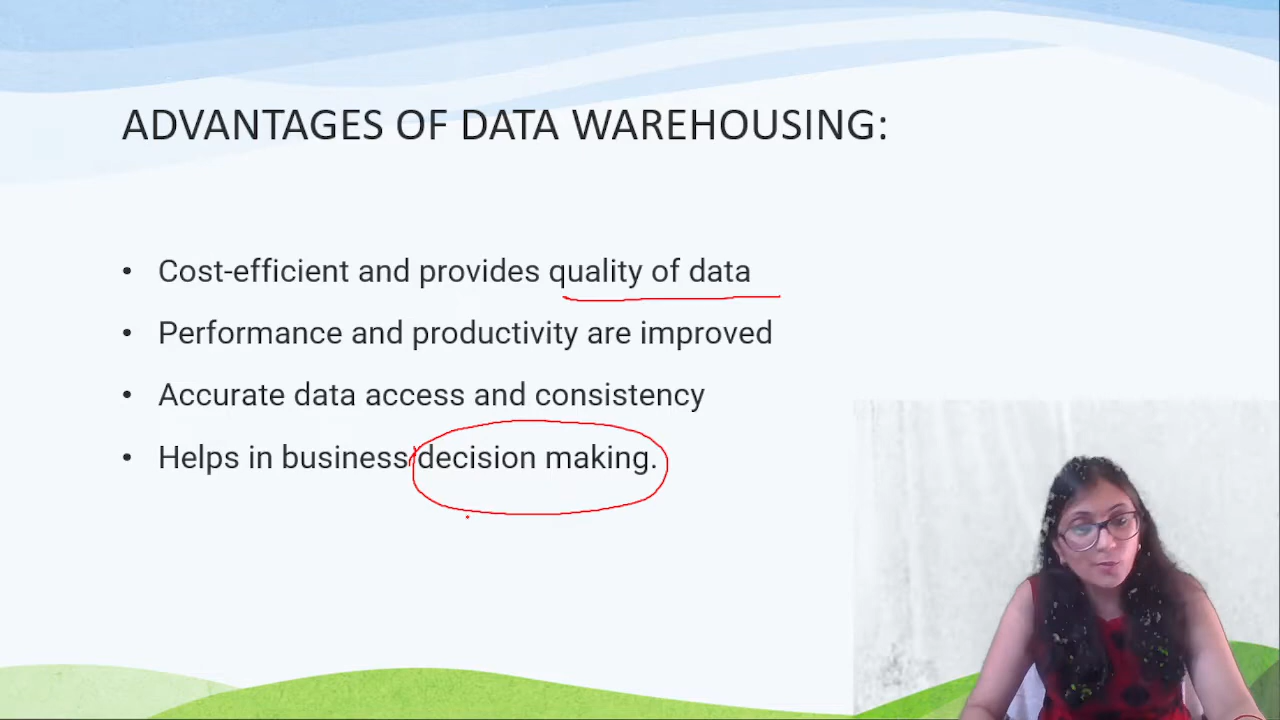 ADVANTAGES OF DATA WAREHOUSING:
• Cost-efficient and provides quality of data
• Performance and productivity are improved
• Accurate data access and consistency
• Helps in business decision making.